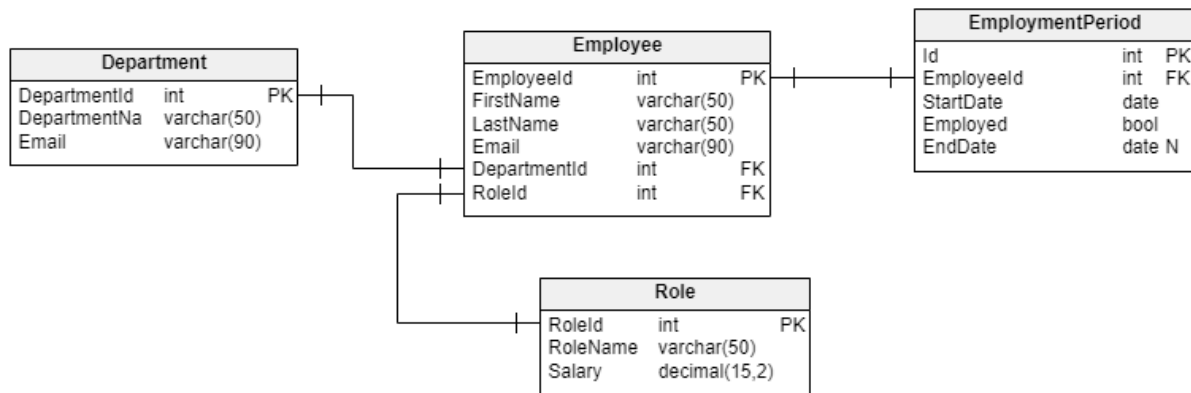 Department
DepartmentId int PK
DepartmentNa varchar(50)
Email varchar(90)
Employee
EmployeeId int PK
FirstName varchar(50)
LastName varchar(50)
Email varchar(90)
DepartmentId int FK
RoleId int FK
EmploymentPeriod
Id int PK
EmployeeId int FK
StartDate date
Employed bool
EndDate date N
Role
RoleId int PK
RoleName varchar(50)
Salary decimal(15,2)